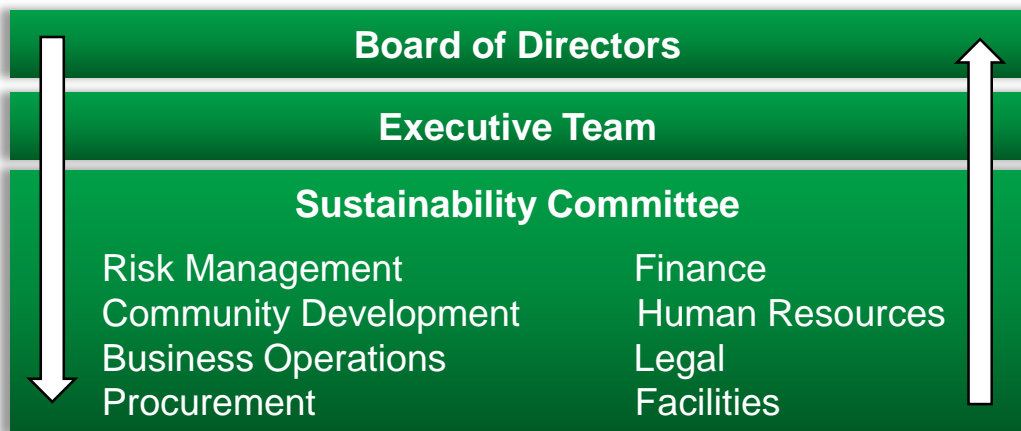 Board of Directors
Executive Team
Sustainability Committee
Risk Management Finance
Community Development Human Resources
Business Operations Legal
Procurement Facilities